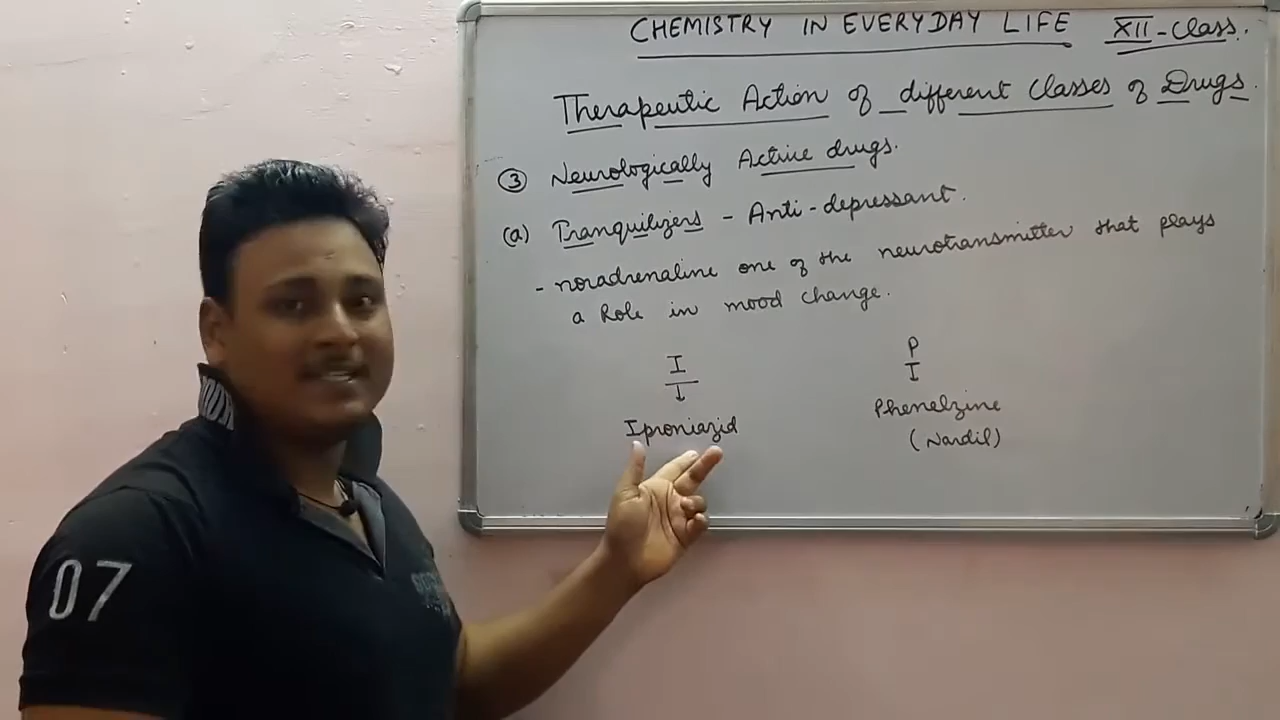 CHEMISTRY IN EVERYDAY LIFE XII-Class.
Therapeutic Action of different Classes of Drugs.
③ Neurologically Active drugs.
(a) Tranquilizers - Anti-depressant.
- noradrenaline one of the neurotransmitter that plays
a Role in mood change.
I
Iproniazid
P
Phenelzine
(Nardil)
07